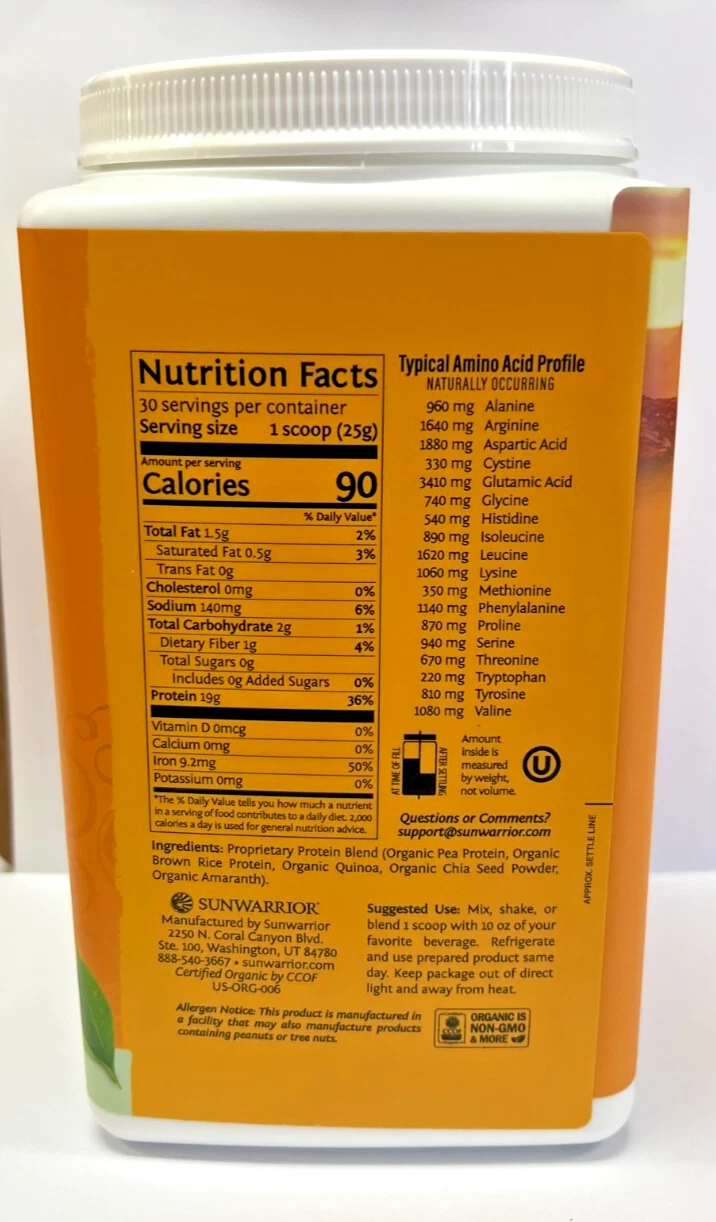 Nutrition Facts
30 servings per container
Serving size 1 scoop (25g)
Amount per serving
Calories 90
% Daily Value*
Total Fat 1.5g 2%
Saturated Fat 0.5g 3%
Trans Fat 0g
Cholesterol 0mg 0%
Sodium 140mg 6%
Total Carbohydrate 2g 1%
Dietary Fiber 1g 4%
Total Sugars 0g
Includes 0g Added Sugars 0%
Protein 19g 36%
Vitamin D 0mcg 0%
Calcium 0mg 0%
Iron 9.2mg 50%
Potassium 0mg 0%
*The % Daily Value tells you how much a nutrient
in a serving of food contributes to a daily diet. 2,000
calories a day is used for general nutrition advice.
Typical Amino Acid Profile
NATURALLY OCCURRING
960 mg Alanine
1640 mg Arginine
1880 mg Aspartic Acid
330 mg Cystine
3410 mg Glutamic Acid
740 mg Glycine
540 mg Histidine
890 mg Isoleucine
1620 mg Leucine
1060 mg Lysine
350 mg Methionine
1140 mg Phenylalanine
870 mg Proline
940 mg Serine
670 mg Threonine
220 mg Tryptophan
810 mg Tyrosine
1080 mg Valine
AT TIME OF FILL
AFTER SETTLING
Amount
Inside is
measured
by weight,
not volume.
U
Questions or Comments?
support@sunwarrior.com
APPROX. SETTLE LINE
Ingredients: Proprietary Protein Blend (Organic Pea Protein, Organic
Brown Rice Protein, Organic Quinoa, Organic Chia Seed Powder,
Organic Amaranth).
SUNWARRIOR
Manufactured by Sunwarrior
2250 N. Coral Canyon Blvd.
Ste. 100, Washington, UT 84780
888-540-3667 • sunwarrior.com
Certified Organic by CCOF
US-ORG-006
Suggested Use: Mix, shake, or
blend 1 scoop with 10 oz of your
favorite beverage. Refrigerate
and use prepared product same
day. Keep package out of direct
light and away from heat.
Allergen Notice: This product is manufactured in
a facility that may also manufacture products
containing peanuts or tree nuts.
CCOF
ORGANIC IS
NON-GMO
& MORE